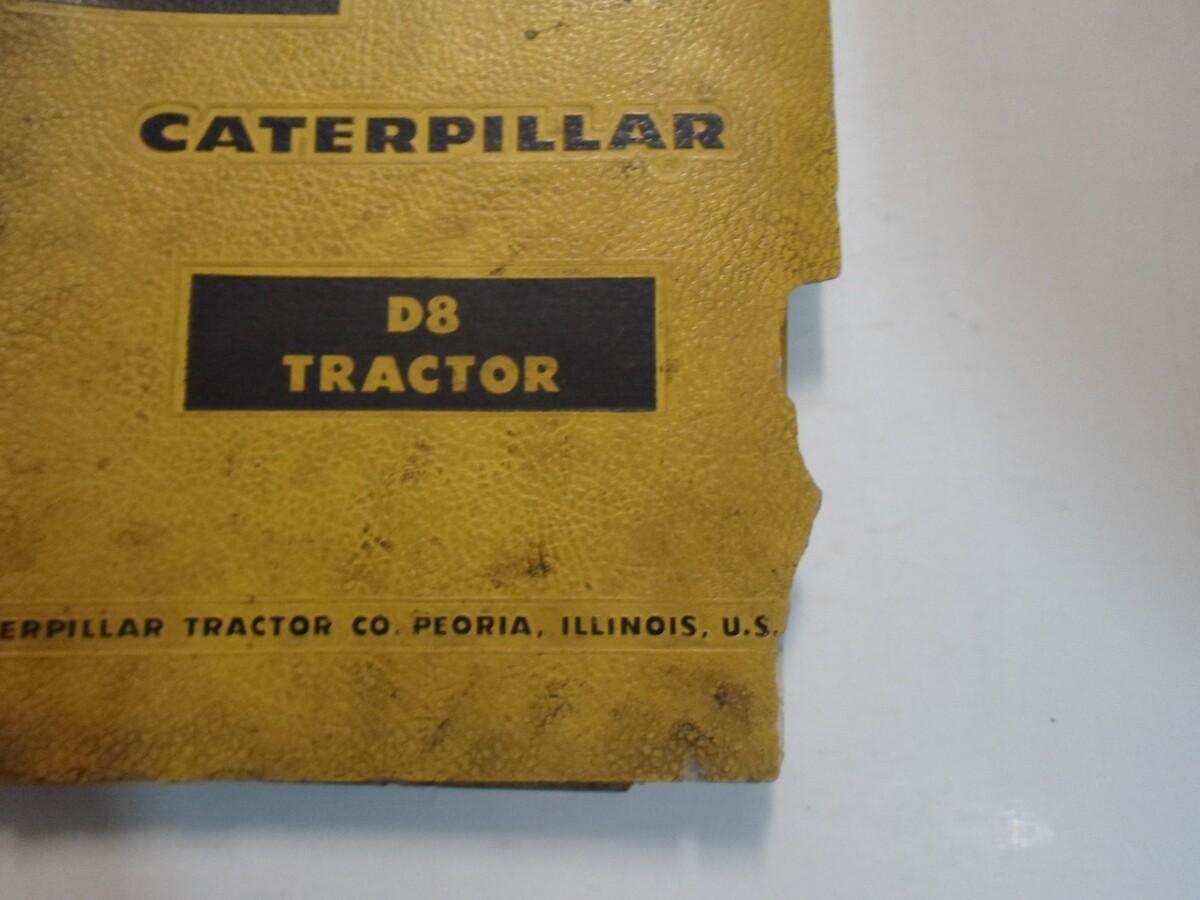 CATERPILLAR
D8
TRACTOR
ERPILLAR TRACTOR CO. PEORIA, ILLINOIS, U.S.